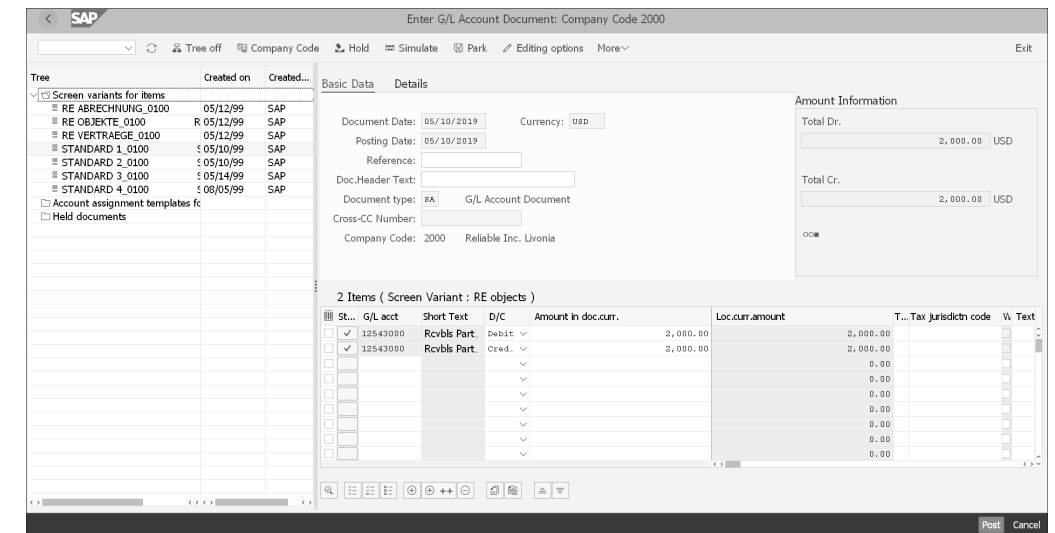 SAP
Enter G/L Account Document: Company Code 2000
Tree off Company Code Hold Simulate Park Editing options More Exit
Tree Created on Created...
Screen variants for items
RE ABRECHNUNG_0100 05/12/99 SAP
RE OBJEKTE_0100 R 05/12/99 SAP
RE VERTRAEGE_0100 05/12/99 SAP
STANDARD 1_0100 S 05/10/99 SAP
STANDARD 2_0100 S 05/10/99 SAP
STANDARD 3_0100 S 05/14/99 SAP
STANDARD 4_0100 S 08/05/99 SAP
Account assignment templates fo
Held documents
Basic Data Details
Document Date: 05/10/2019 Currency: USD
Posting Date: 05/10/2019
Reference:
Doc.Header Text:
Document type: SA G/L Account Document
Cross-CC Number:
Company Code: 2000 Reliable Inc. Livonia
Amount Information
Total Dr.
2,000.00 USD
Total Cr.
2,000.00 USD
2 Items ( Screen Variant : RE objects )
St... G/L acct Short Text D/C Amount in doc.curr. Loc.curr.amount T... Tax jurisdictn code W Text
12543000 Rcvbls Part.. Debit 2,000.00 2,000.00
12543000 Rcvbls Part.. Cred.. 2,000.00 2,000.00
0.00
0.00
0.00
0.00
0.00
0.00
0.00
Post Cancel